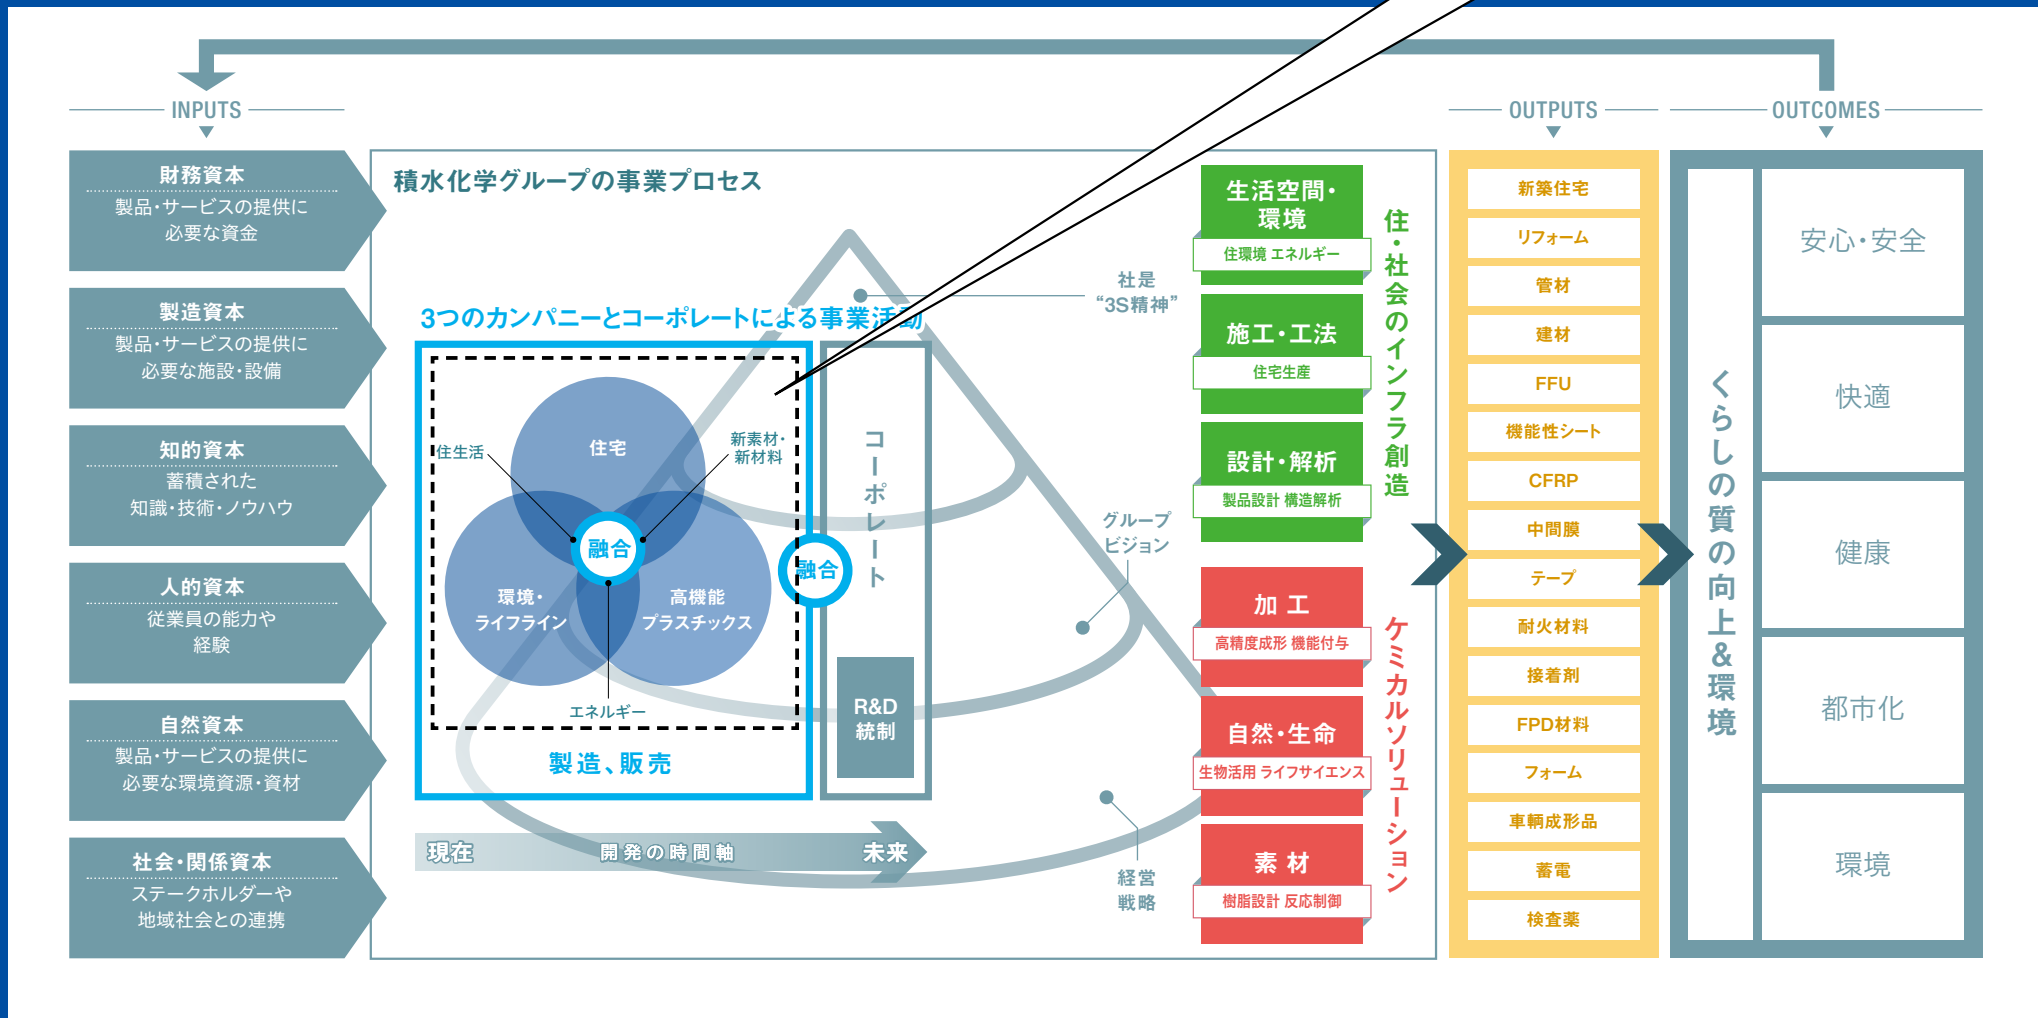 INPUTS
財務資本
製品・サービスの提供に
必要な資金
製造資本
製品・サービスの提供に
必要な施設・設備
知的資本
蓄積された
知識・技術・ノウハウ
人的資本
従業員の能力や
経験
自然資本
製品・サービスの提供に
必要な環境資源・資材
社会・関係資本
ステークホルダーや
地域社会との連携
積水化学グループの事業プロセス
3つのカンパニーとコーポレートによる事業活動
住宅
住生活
新素材・
新材料
融合
環境・
ライフライン
高機能
プラスチックス
エネルギー
製造、販売
融合
コーポレート
R&D
統制
現在
開発の時間軸
未来
社是
“3S精神”
グループ
ビジョン
経営
戦略
生活空間・
環境
住環境 エネルギー
施工・工法
住宅生産
設計・解析
製品設計 構造解析
住・社会のインフラ創造
加工
高精度成形 機能付与
自然・生命
生物活用 ライフサイエンス
素材
樹脂設計 反応制御
ケミカルソリューション
OUTPUTS
新築住宅
リフォーム
管材
建材
FFU
機能性シート
CFRP
中間膜
テープ
耐火材料
接着剤
FPD材料
フォーム
車輌成形品
蓄電
検査薬
OUTCOMES
くらしの質の向上&環境
安心・安全
快適
健康
都市化
環境